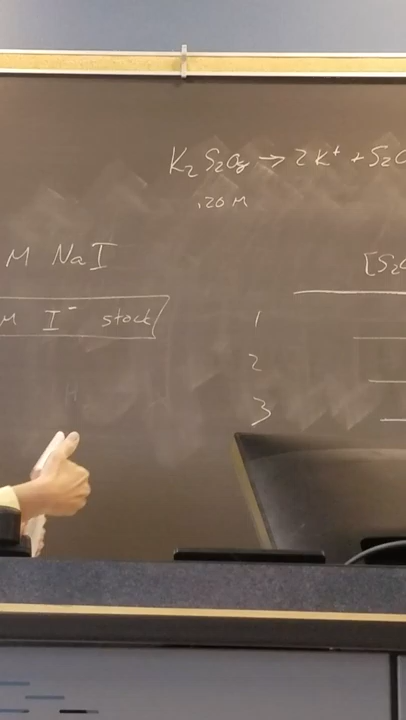 K₂S₂O₈ → 2K⁺ + S₂O
.20 M
M NaI
M I⁻ stock
[S₂O
1
2
3